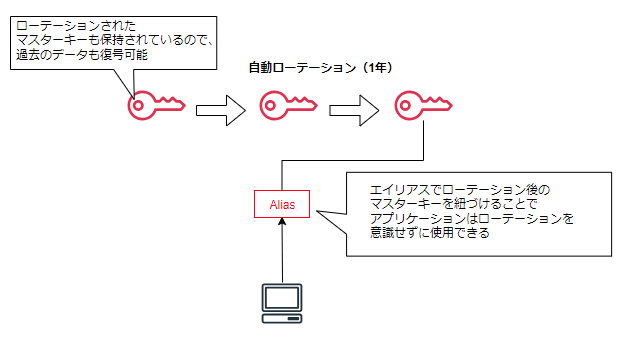 ローテーションされた
マスターキーも保持されているので、
過去のデータも復号可能
自動ローテーション（1年）
Alias
エイリアスでローテーション後の
マスターキーを紐づけることで
アプリケーションはローテーションを
意識せずに使用できる